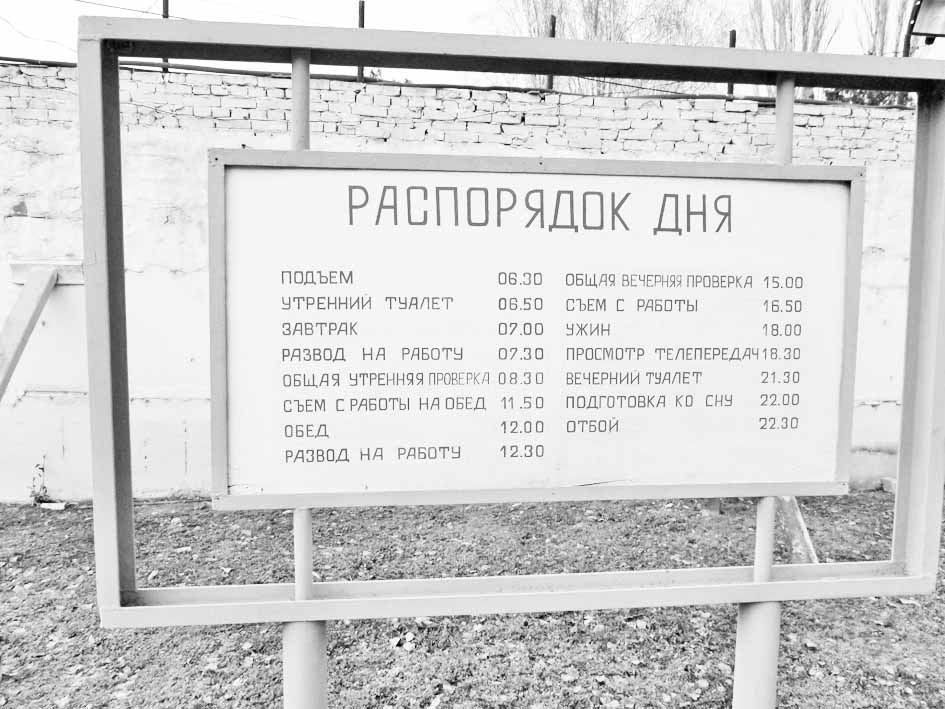 РАСПОРЯДОК ДНЯ
ПОДЪЕМ 06.30
УТРЕННИЙ ТУАЛЕТ 06.50
ЗАВТРАК 07.00
РАЗВОД НА РАБОТУ 07.30
ОБЩАЯ УТРЕННЯЯ ПРОВЕРКА 08.30
СЪЕМ С РАБОТЫ НА ОБЕД 11.50
ОБЕД 12.00
РАЗВОД НА РАБОТУ 12.30
ОБЩАЯ ВЕЧЕРНЯЯ ПРОВЕРКА 15.00
СЪЕМ С РАБОТЫ 16.50
УЖИН 18.00
ПРОСМОТР ТЕЛЕПЕРЕДАЧ 18.30
ВЕЧЕРНИЙ ТУАЛЕТ 21.30
ПОДГОТОВКА КО СНУ 22.00
ОТБОЙ 22.30